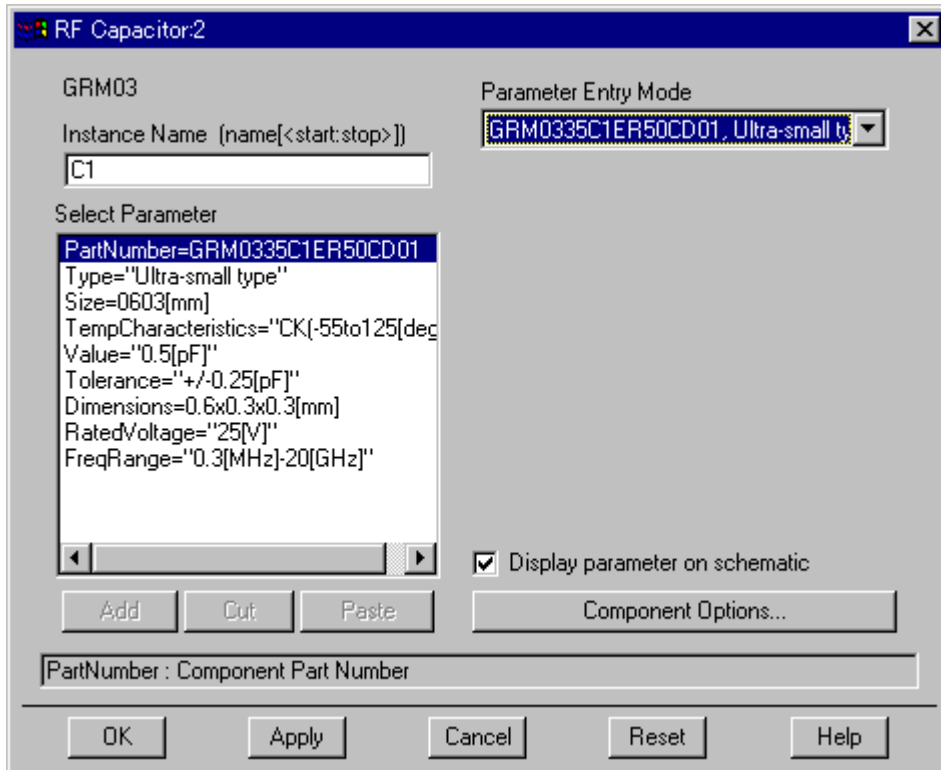 RF Capacitor:2
GRM03
Instance Name (name[<start:stop>])
C1
Parameter Entry Mode
GRM0335C1ER50CD01, Ultra-small ty
Select Parameter
PartNumber=GRM0335C1ER50CD01
Type="Ultra-small type"
Size=0603[mm]
TempCharacteristics="CK(-55to125[deg
Value="0.5[pF]"
Tolerance="+/-0.25[pF]"
Dimensions=0.6x0.3x0.3[mm]
RatedVoltage="25[V]"
FreqRange="0.3[MHz]-20[GHz]"
Display parameter on schematic
Add Cut Paste
Component Options...
PartNumber : Component Part Number
OK Apply Cancel Reset Help